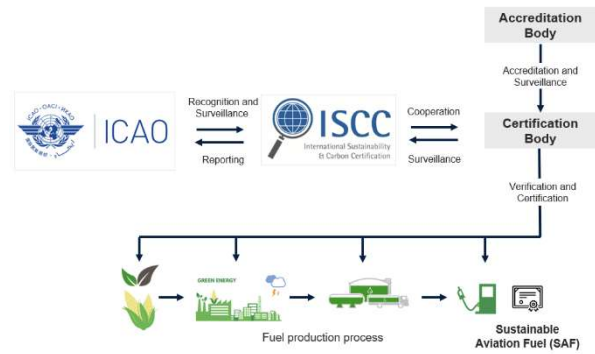 Accreditation
Body
Accreditation and
Surveillance
ICAO
Recognition and
Surveillance
Reporting
ISCC
International Sustainability
& Carbon Certification
Cooperation
Surveillance
Certification
Body
Verification and
Certification
GREEN ENERGY
Fuel production process
Sustainable
Aviation Fuel (SAF)